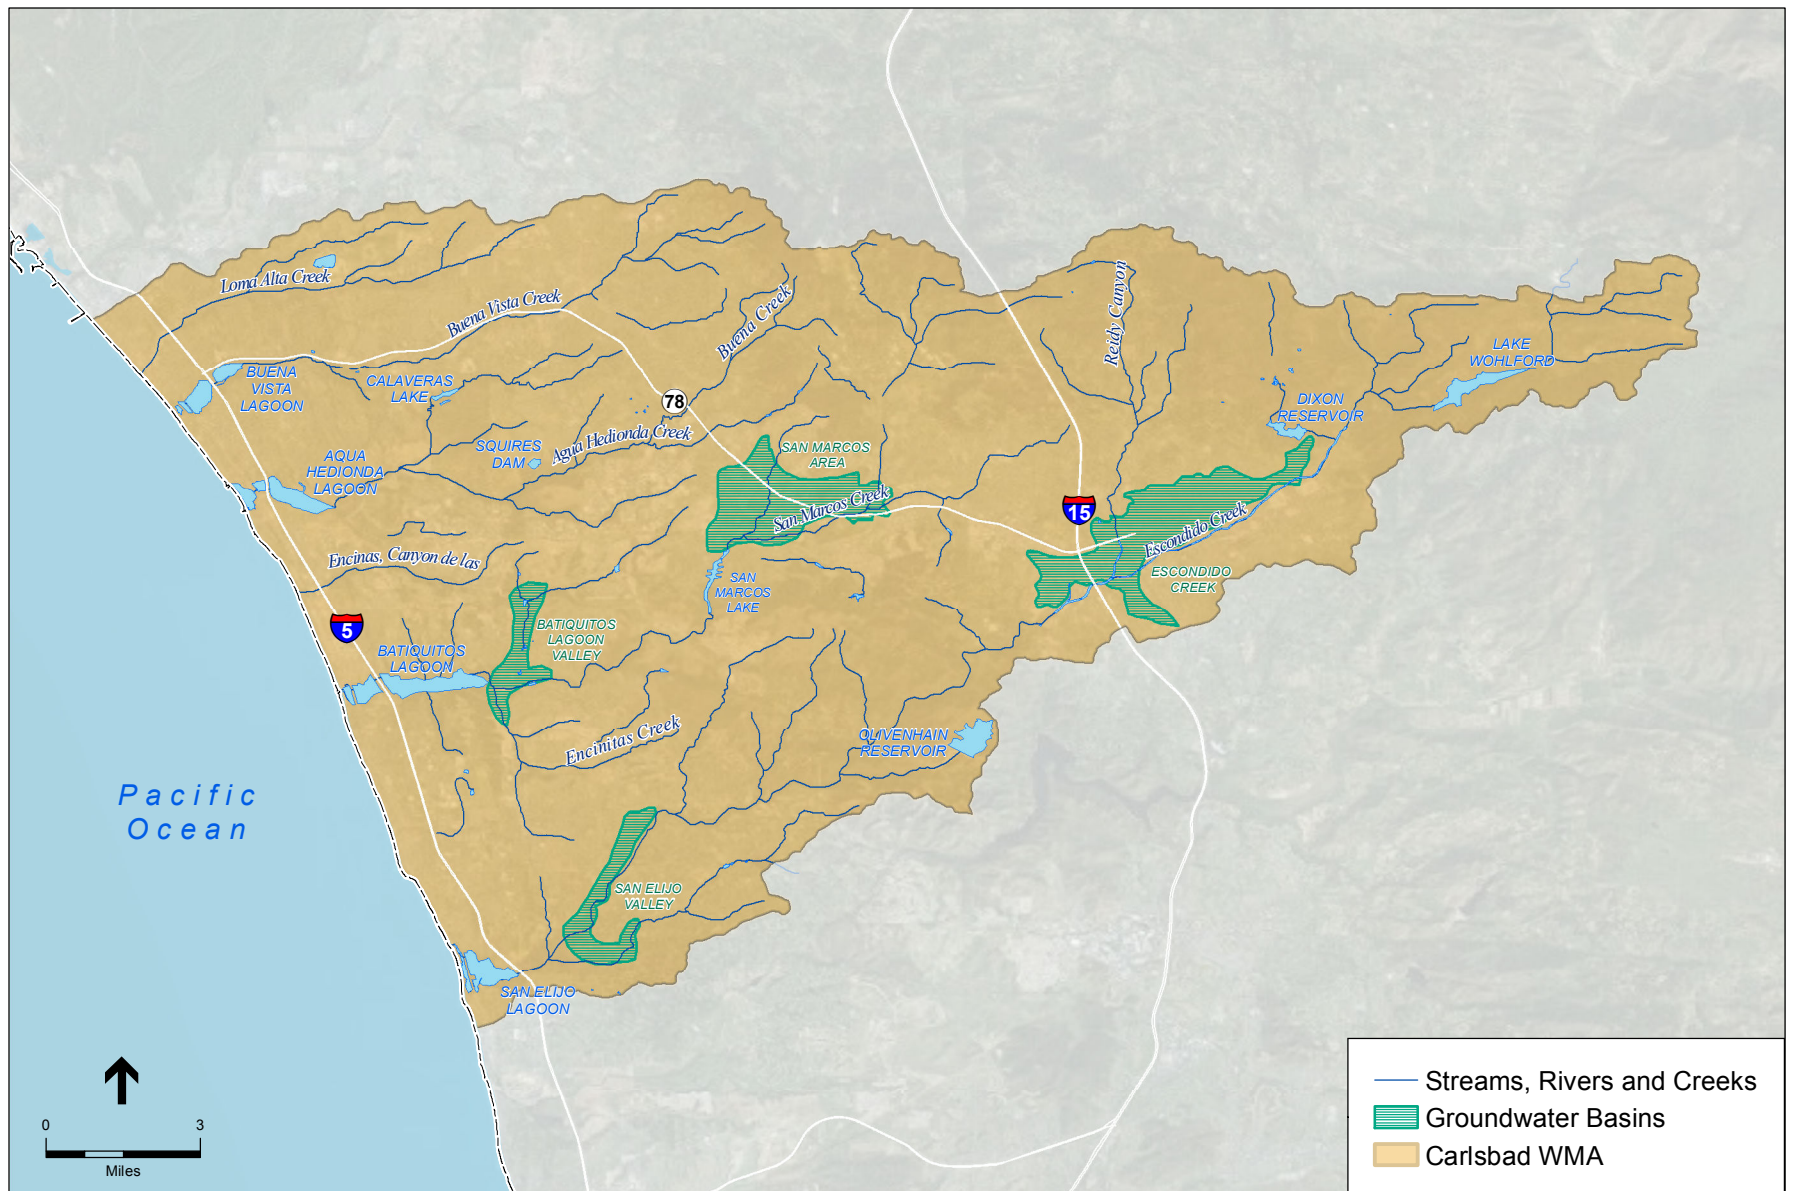 Loma Alta Creek
Buena Vista Creek
Buena Creek
Reidy Canyon
LAKE
WOHLFORD
BUENA
VISTA
LAGOON
CALAVERAS
LAKE
78
DIXON
RESERVOIR
Agua Hedionda Creek
SQUIRES
DAM
SAN MARCOS
AREA
AQUA
HEDIONDA
LAGOON
San Marcos Creek
15
Escondido Creek
Encinas, Canyon de las
ESCONDIDO
CREEK
SAN
MARCOS
LAKE
5
BATIQUITOS
LAGOON
VALLEY
BATIQUITOS
LAGOON
Encinitas Creek
OLIVENHAIN
RESERVOIR
Pacific
Ocean
SAN ELIJO
VALLEY
SAN ELIJO
LAGOON
0 3
Miles
Streams, Rivers and Creeks
Groundwater Basins
Carlsbad WMA